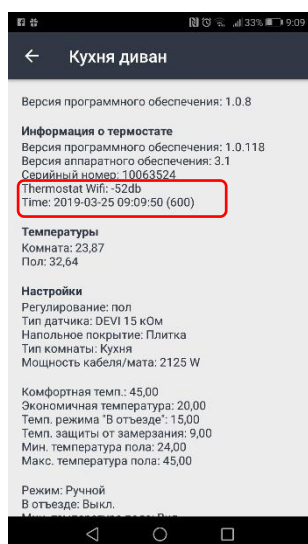 33% 9:09
Кухня диван
Версия программного обеспечения: 1.0.8
Информация о термостате
Версия программного обеспечения: 1.0.118
Версия аппаратного обеспечения: 3.1
Серийный номер: 10063524
Thermostat Wifi: -52db
Time: 2019-03-25 09:09:50 (600)
Температуры
Комната: 23,87
Пол: 32,64
Настройки
Регулирование: пол
Тип датчика: DEVI 15 кОм
Напольное покрытие: Плитка
Тип комнаты: Кухня
Мощность кабеля/мата: 2125 W
Комфортная темп.: 45,00
Экономичная температура: 20,00
Темп. режима "В отъезде": 15,00
Темп. защиты от замерзания: 9,00
Мин. температура пола: 24,00
Макс. температура пола: 45,00
Режим: Ручной
В отъезде: Выкл.